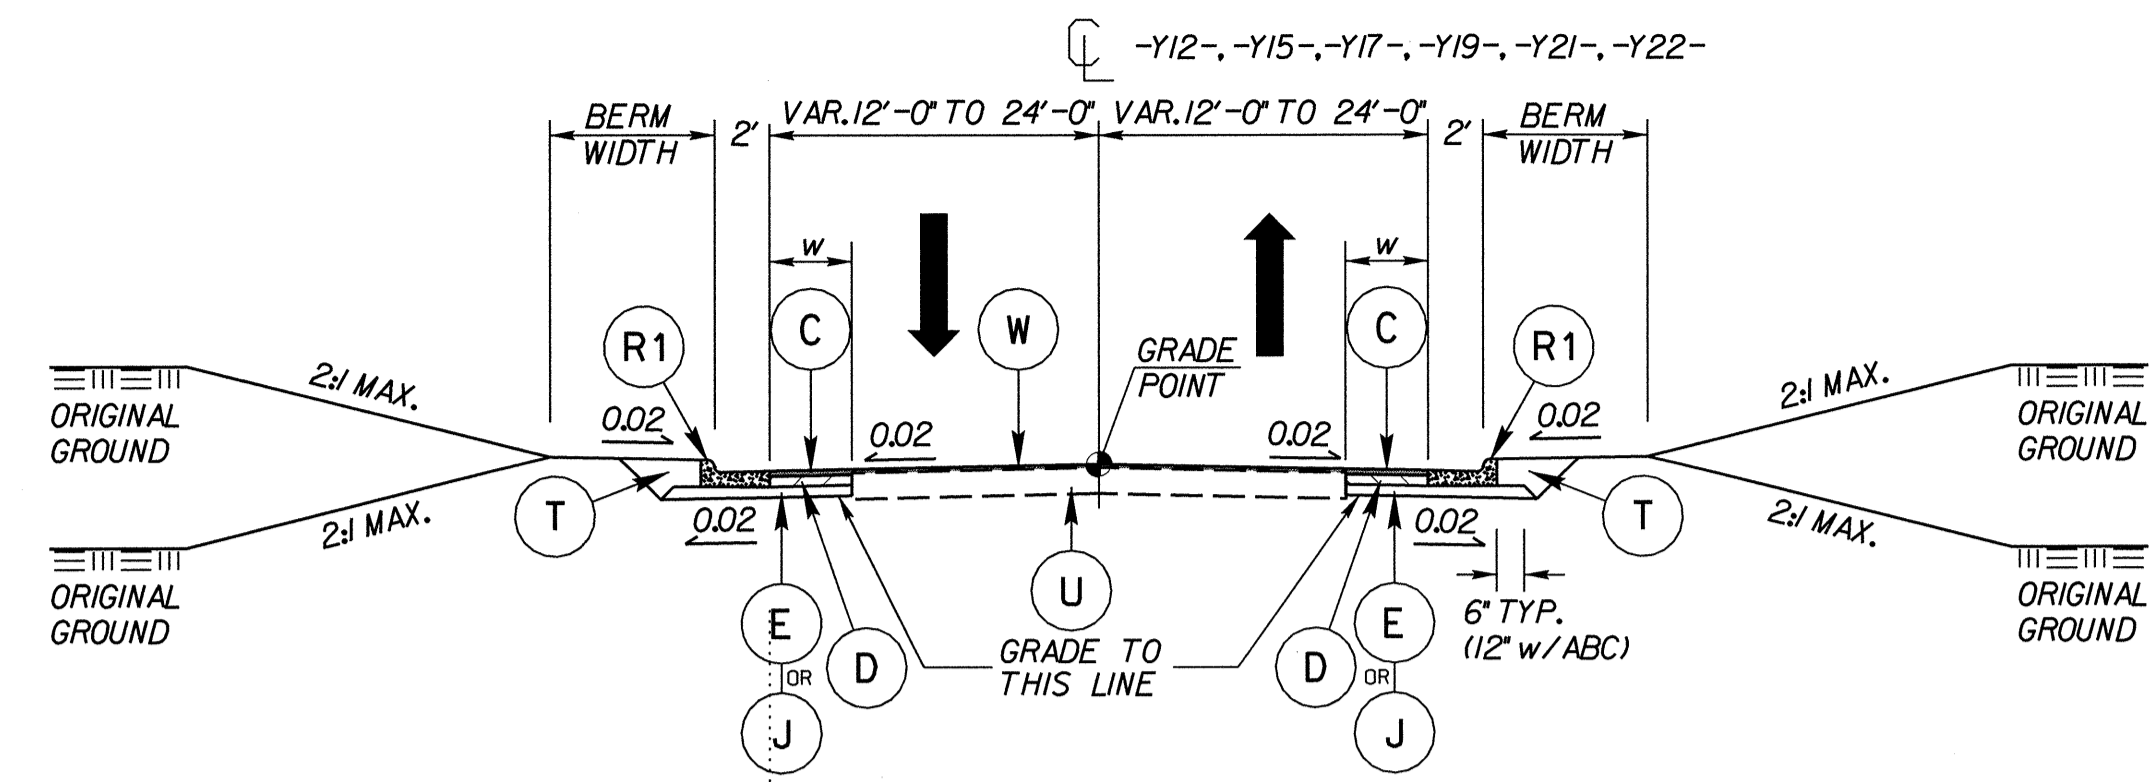 CL -Y12-, -Y15-, -Y17-, -Y19-, -Y21-, -Y22-
BERM
WIDTH
2'
VAR. 12'-0" TO 24'-0"
VAR. 12'-0" TO 24'-0"
2'
BERM
WIDTH
w
w
R1
C
W
GRADE
POINT
C
R1
2:1 MAX.
2:1 MAX.
ORIGINAL
GROUND
0.02
0.02
0.02
0.02
ORIGINAL
GROUND
2:1 MAX.
T
0.02
0.02
T
2:1 MAX.
ORIGINAL
GROUND
E
OR
J
D
U
GRADE TO
THIS LINE
D
E
OR
J
6" TYP.
(12" w/ABC)
ORIGINAL
GROUND